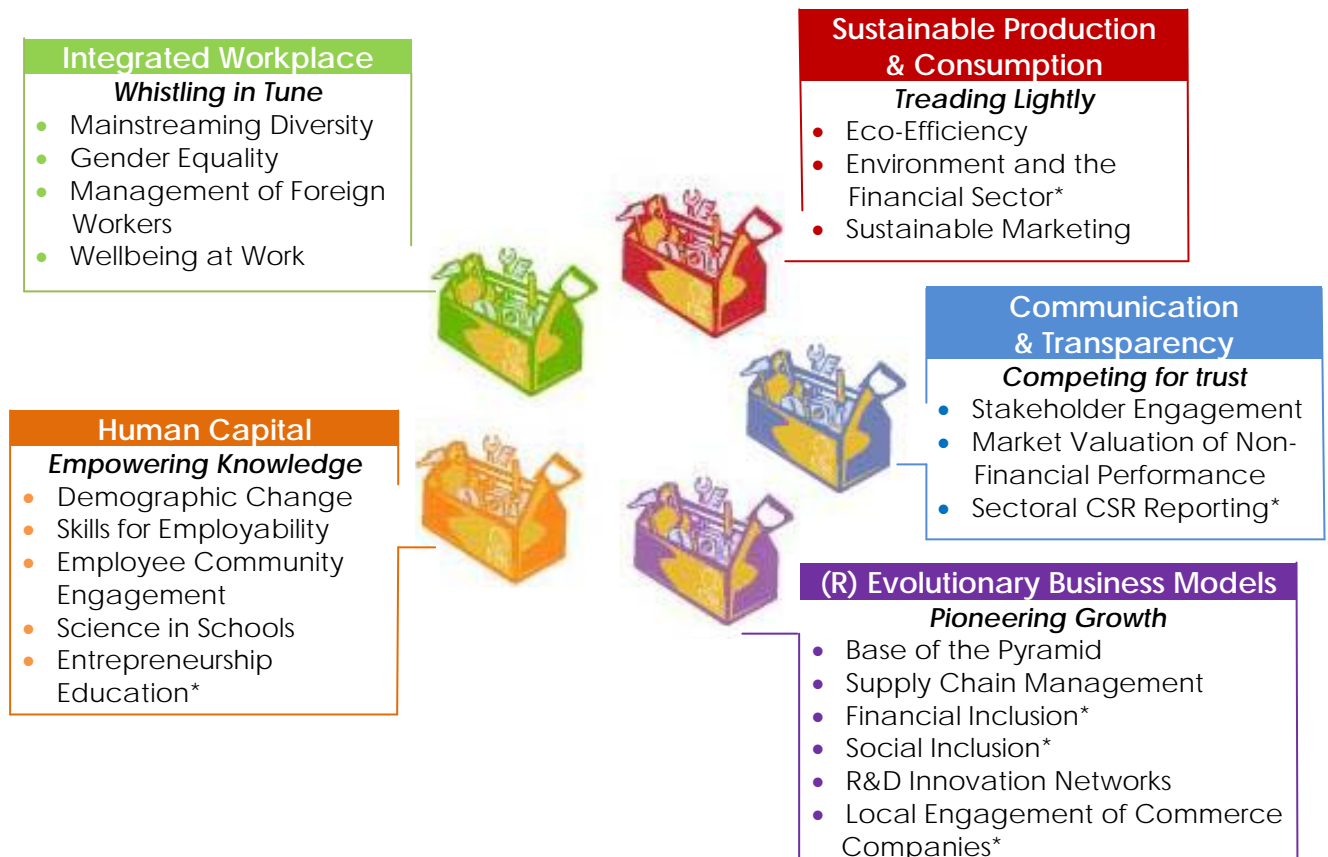 Integrated Workplace
Whistling in Tune
• Mainstreaming Diversity
• Gender Equality
• Management of Foreign
Workers
• Wellbeing at Work
Sustainable Production
& Consumption
Treading Lightly
• Eco-Efficiency
• Environment and the
Financial Sector*
• Sustainable Marketing
Communication
& Transparency
Competing for trust
• Stakeholder Engagement
• Market Valuation of Non-
Financial Performance
• Sectoral CSR Reporting*
Human Capital
Empowering Knowledge
• Demographic Change
• Skills for Employability
• Employee Community
Engagement
• Science in Schools
• Entrepreneurship
Education*
(R) Evolutionary Business Models
Pioneering Growth
• Base of the Pyramid
• Supply Chain Management
• Financial Inclusion*
• Social Inclusion*
• R&D Innovation Networks
• Local Engagement of Commerce
Companies*